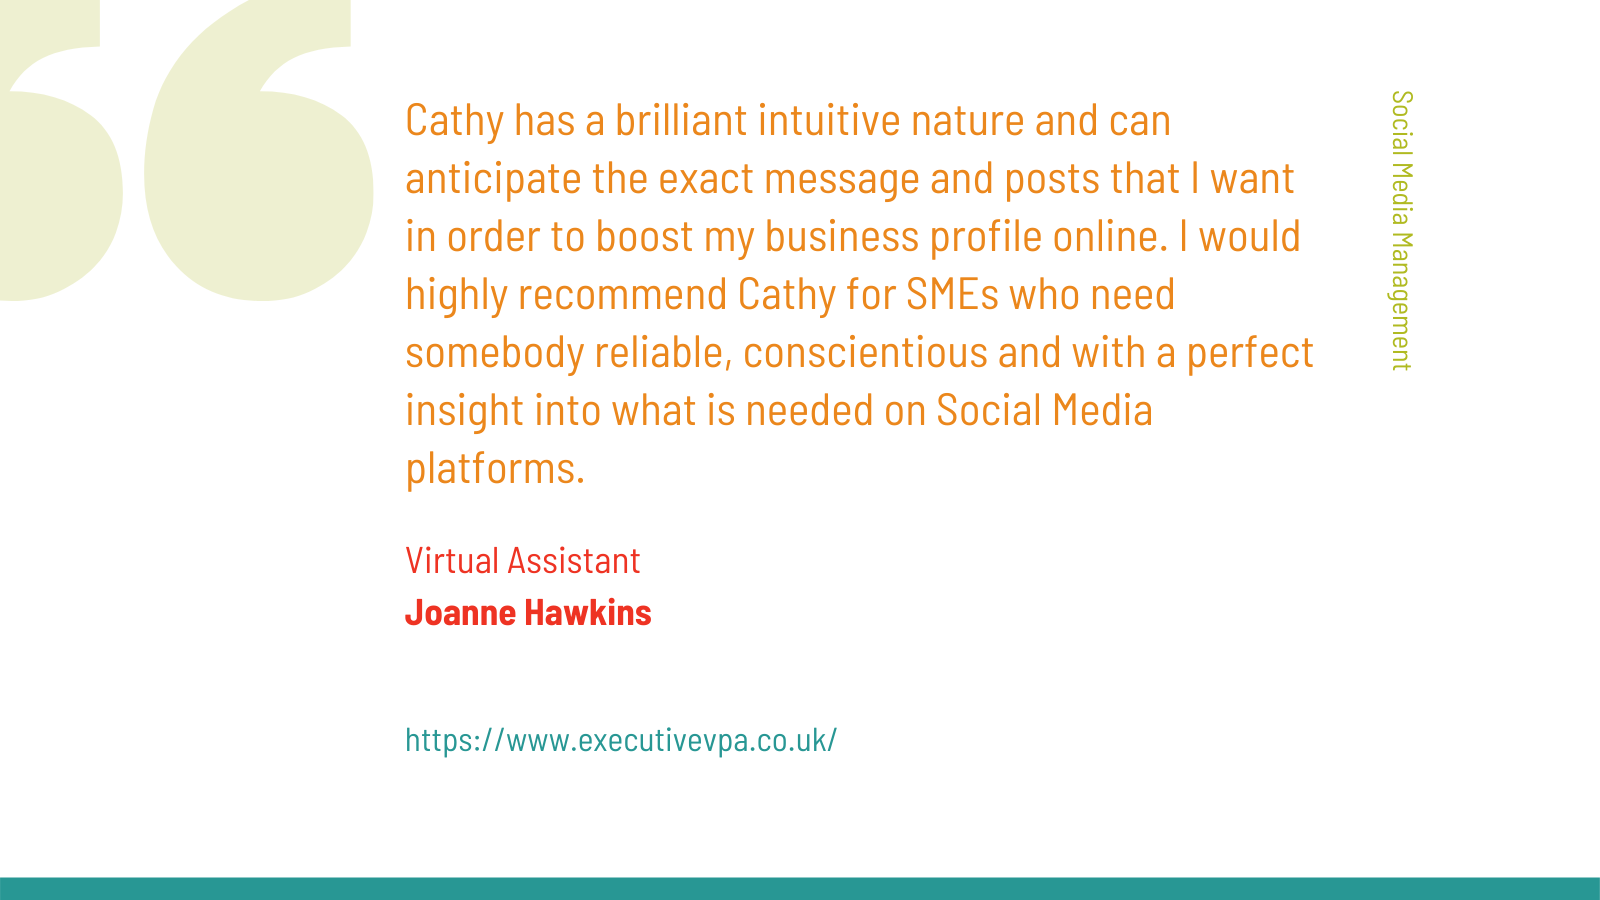 Cathy has a brilliant intuitive nature and can
anticipate the exact message and posts that I want
in order to boost my business profile online. I would
highly recommend Cathy for SMEs who need
somebody reliable, conscientious and with a perfect
insight into what is needed on Social Media
platforms.
Virtual Assistant
Joanne Hawkins
https://www.executivevpa.co.uk/
Social Media Management